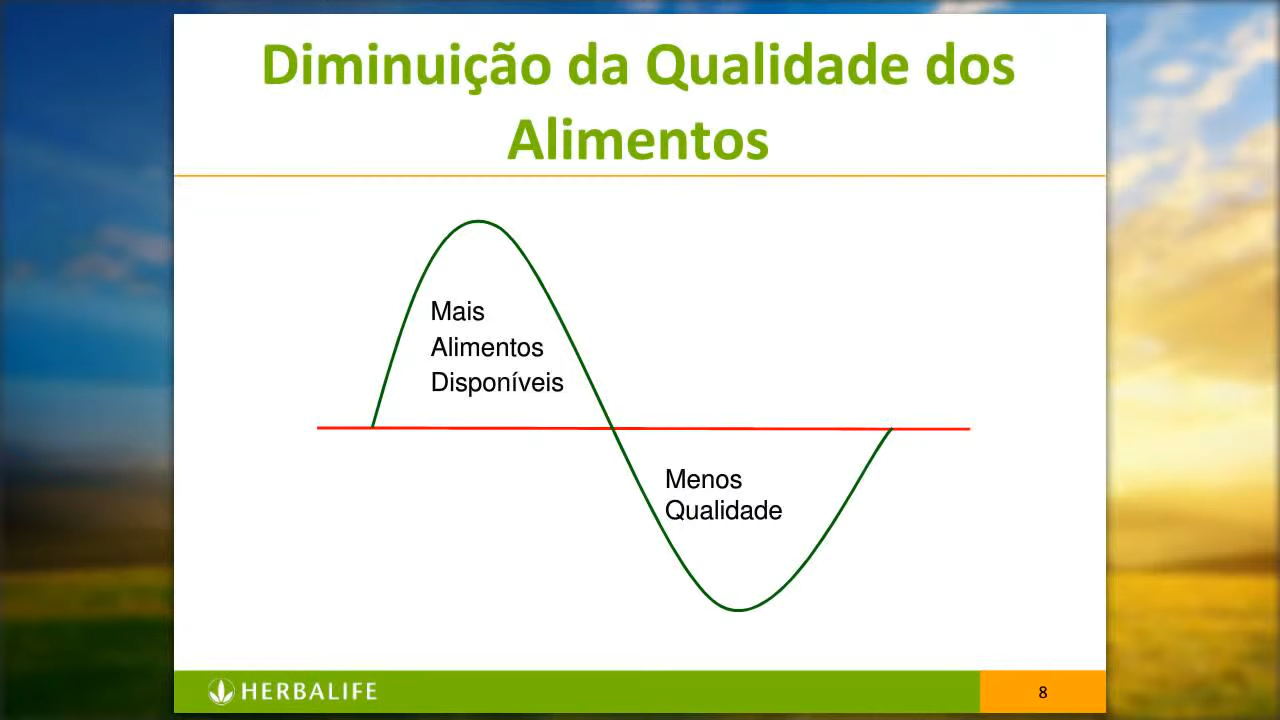 Diminuição da Qualidade dos
Alimentos
Mais
Alimentos
Disponíveis
Menos
Qualidade
HERBALIFE
8